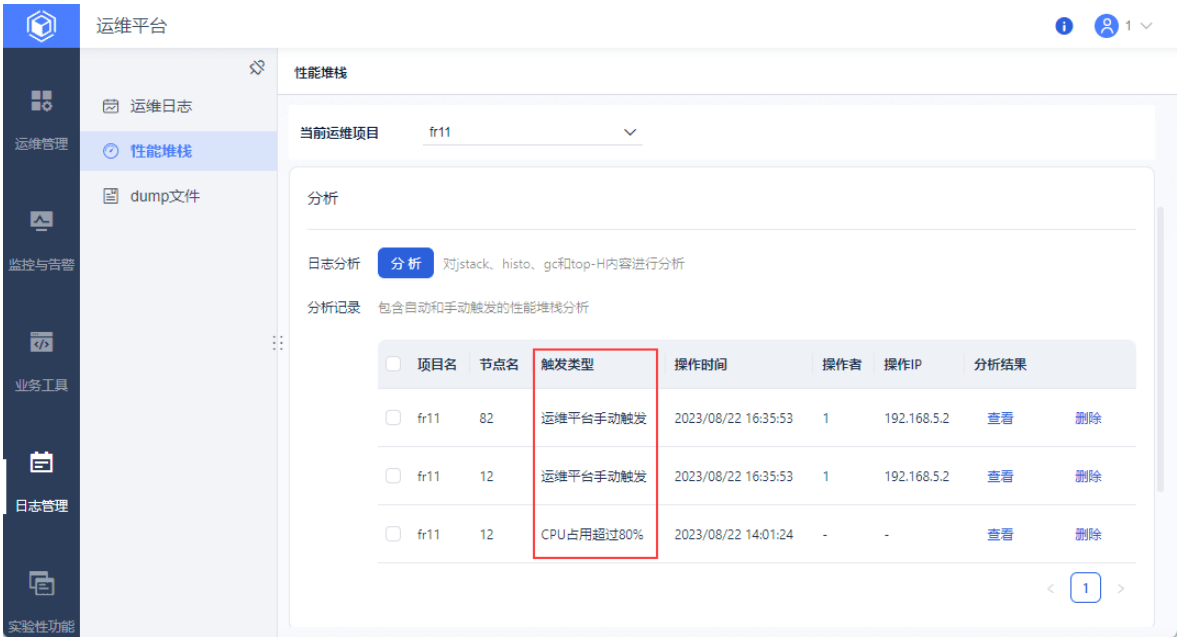 运维平台
1
运维管理
监控与告警
业务工具
日志管理
实验性功能
运维日志
性能堆栈
dump文件
性能堆栈
当前运维项目 fr11
分析
日志分析 分析 对jstack、histo、gc和top-H内容进行分析
分析记录 包含自动和手动触发的性能堆栈分析
项目名 节点名 触发类型 操作时间 操作者 操作IP 分析结果
fr11 82 运维平台手动触发 2023/08/22 16:35:53 1 192.168.5.2 查看 删除
fr11 12 运维平台手动触发 2023/08/22 16:35:53 1 192.168.5.2 查看 删除
fr11 12 CPU占用超过80% 2023/08/22 14:01:24 - - 查看 删除
< 1 >